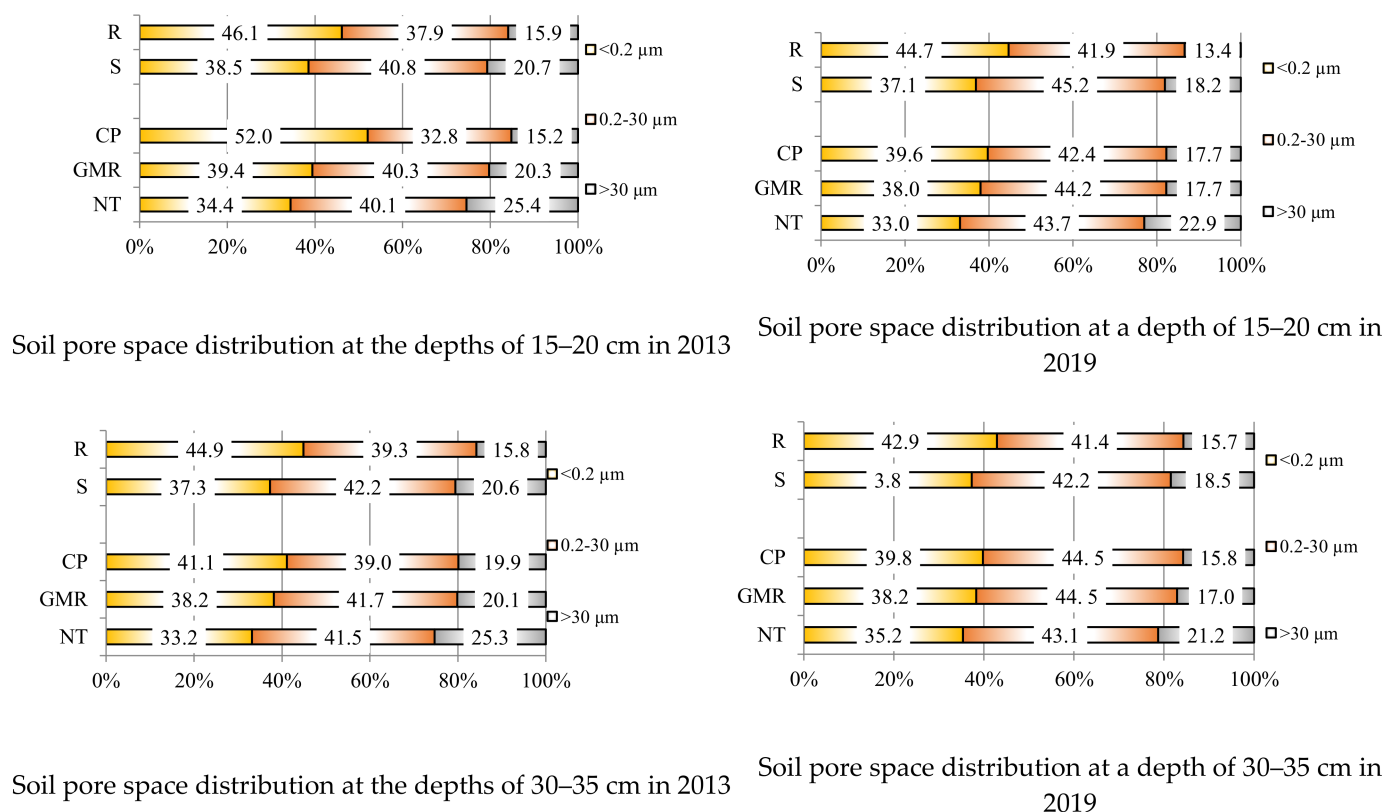 R 46.1 37.9 15.9
<0.2 µm
S 38.5 40.8 20.7
0.2-30 µm
CP 52.0 32.8 15.2
GMR 39.4 40.3 20.3
>30 µm
NT 34.4 40.1 25.4
0% 20% 40% 60% 80% 100%
Soil pore space distribution at the depths of 15–20 cm in 2013
R 44.7 41.9 13.4
<0.2 µm
S 37.1 45.2 18.2
0.2-30 µm
CP 39.6 42.4 17.7
GMR 38.0 44.2 17.7
>30 µm
NT 33.0 43.7 22.9
0% 20% 40% 60% 80% 100%
Soil pore space distribution at a depth of 15–20 cm in
2019
R 44.9 39.3 15.8
<0.2 µm
S 37.3 42.2 20.6
0.2-30 µm
CP 41.1 39.0 19.9
GMR 38.2 41.7 20.1
>30 µm
NT 33.2 41.5 25.3
0% 20% 40% 60% 80% 100%
Soil pore space distribution at the depths of 30–35 cm in 2013
R 42.9 41.4 15.7
<0.2 µm
S 3.8 42.2 18.5
0.2-30 µm
CP 39.8 44. 5 15.8
GMR 38.2 44. 5 17.0
NT 35.2 43.1 21.2
>30 µm
0% 20% 40% 60% 80% 100%
Soil pore space distribution at a depth of 30–35 cm in
2019